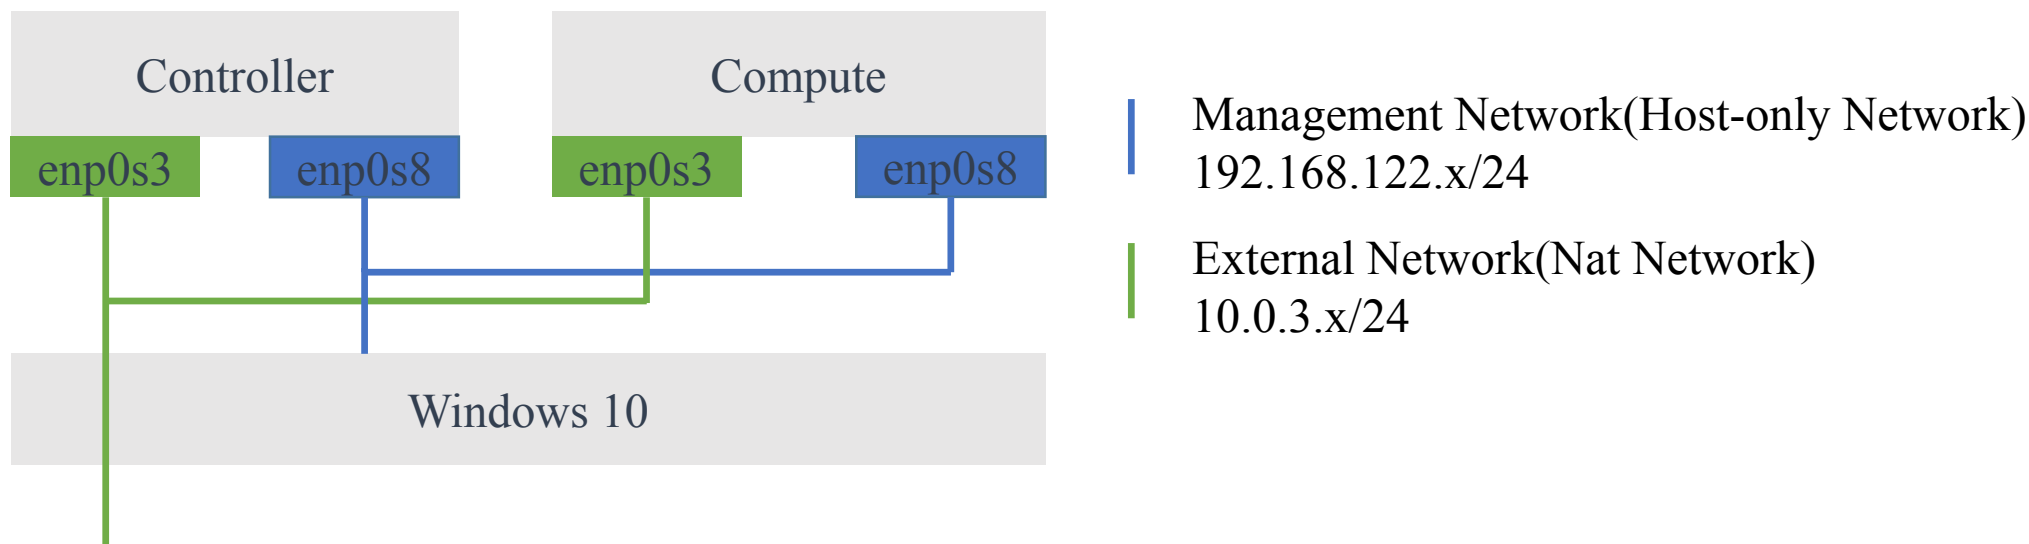 Controller
Compute
enp0s3
enp0s8
enp0s3
enp0s8
Windows 10
Management Network(Host-only Network)
192.168.122.x/24
External Network(Nat Network)
10.0.3.x/24